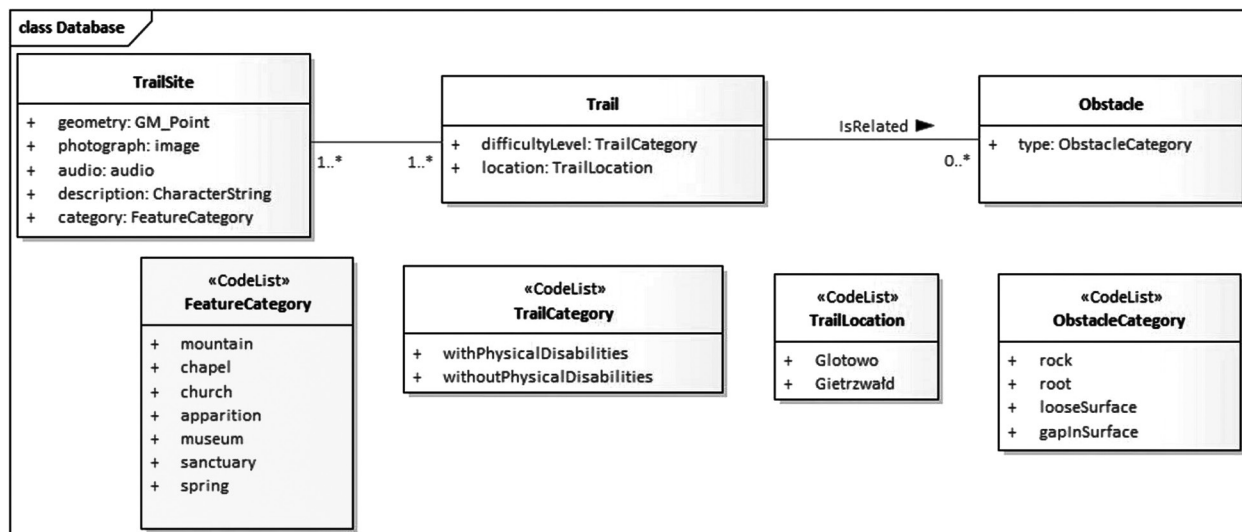 class Database
TrailSite
+ geometry: GM_Point
+ photograph: image
+ audio: audio
+ description: CharacterString
+ category: FeatureCategory
1..*
1..*
Trail
+ difficultyLevel: TrailCategory
+ location: TrailLocation
IsRelated ►
0..*
Obstacle
+ type: ObstacleCategory
«CodeList»
FeatureCategory
+ mountain
+ chapel
+ church
+ apparition
+ museum
+ sanctuary
+ spring
«CodeList»
TrailCategory
+ withPhysicalDisabilities
+ withoutPhysicalDisabilities
«CodeList»
TrailLocation
+ Glotowo
+ Gietrzwałd
«CodeList»
ObstacleCategory
+ rock
+ root
+ looseSurface
+ gapInSurface